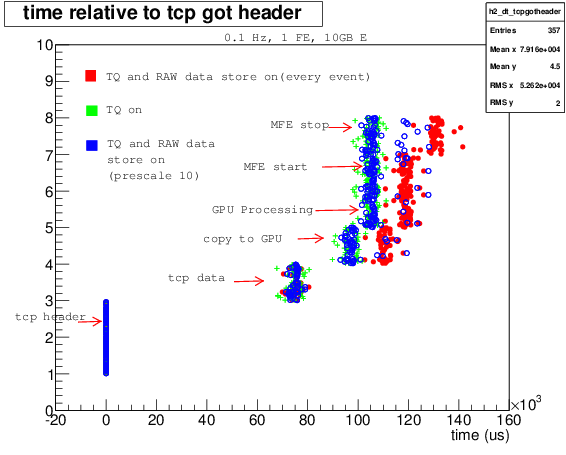 time relative to tcp got header
h2_dt_tcpgotheader
Entries 357
Mean x 7.916e+004
Mean y 4.5
RMS x 5.262e+004
RMS y 2
0.1 Hz, 1 FE, 10GB E
TQ and RAW data store on(every event)
TQ on
TQ and RAW data
store on
(prescale 10)
MFE stop
MFE start
GPU Processing
copy to GPU
tcp data
tcp header
10
9
8
7
6
5
4
3
2
1
0
-20 0 20 40 60 80 100 120 140 160
×10³
time (us)